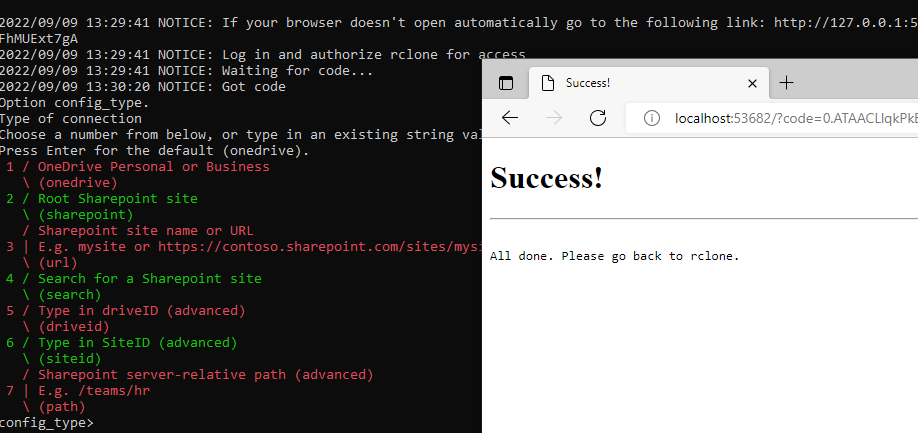 2022/09/09 13:29:41 NOTICE: If your browser doesn't open automatically go to the following link: http://127.0.0.1:5
FhMUExt7gA
2022/09/09 13:29:41 NOTICE: Log in and authorize rclone for access
2022/09/09 13:29:41 NOTICE: Waiting for code...
2022/09/09 13:30:20 NOTICE: Got code
Option config_type.
Type of connection
Choose a number from below, or type in an existing string val
Press Enter for the default (onedrive).
1 / OneDrive Personal or Business
\ (onedrive)
2 / Root Sharepoint site
\ (sharepoint)
/ Sharepoint site name or URL
3 | E.g. mysite or https://contoso.sharepoint.com/sites/mysi
\ (url)
4 / Search for a Sharepoint site
\ (search)
5 / Type in driveID (advanced)
\ (driveid)
6 / Type in SiteID (advanced)
\ (siteid)
/ Sharepoint server-relative path (advanced)
7 | E.g. /teams/hr
\ (path)
config_type>
Success!
localhost:53682/?code=0.ATAACLlqkPkE
Success!
All done. Please go back to rclone.